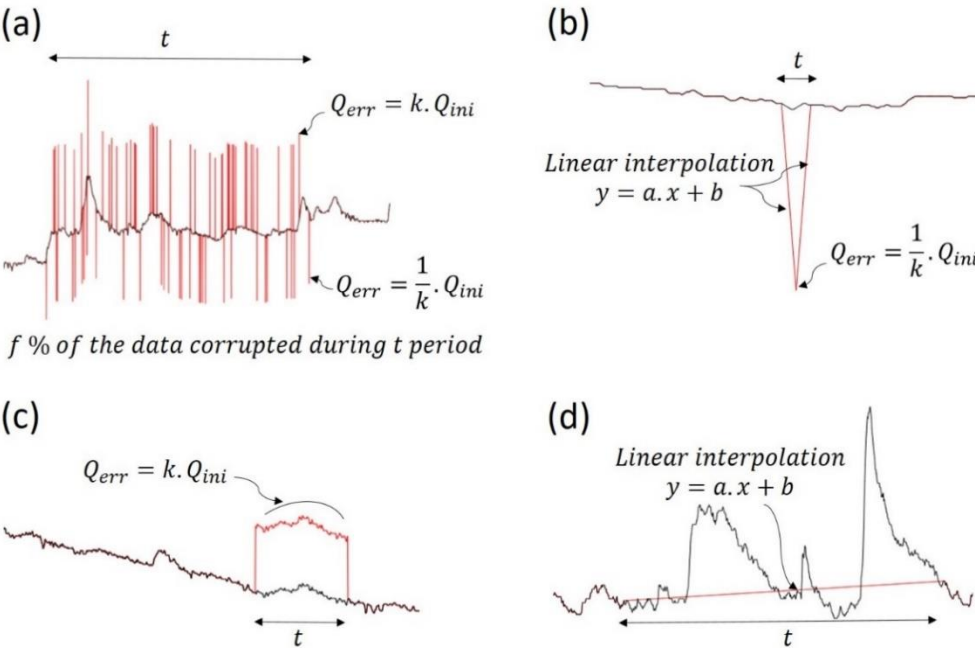 (a)
t
Q_err = k.Q_ini
Q_err = 1/k . Q_ini
f % of the data corrupted during t period
(b)
t
Linear interpolation
y = a.x + b
Q_err = 1/k . Q_ini
(c)
Q_err = k.Q_ini
t
(d)
Linear interpolation
y = a.x + b
t